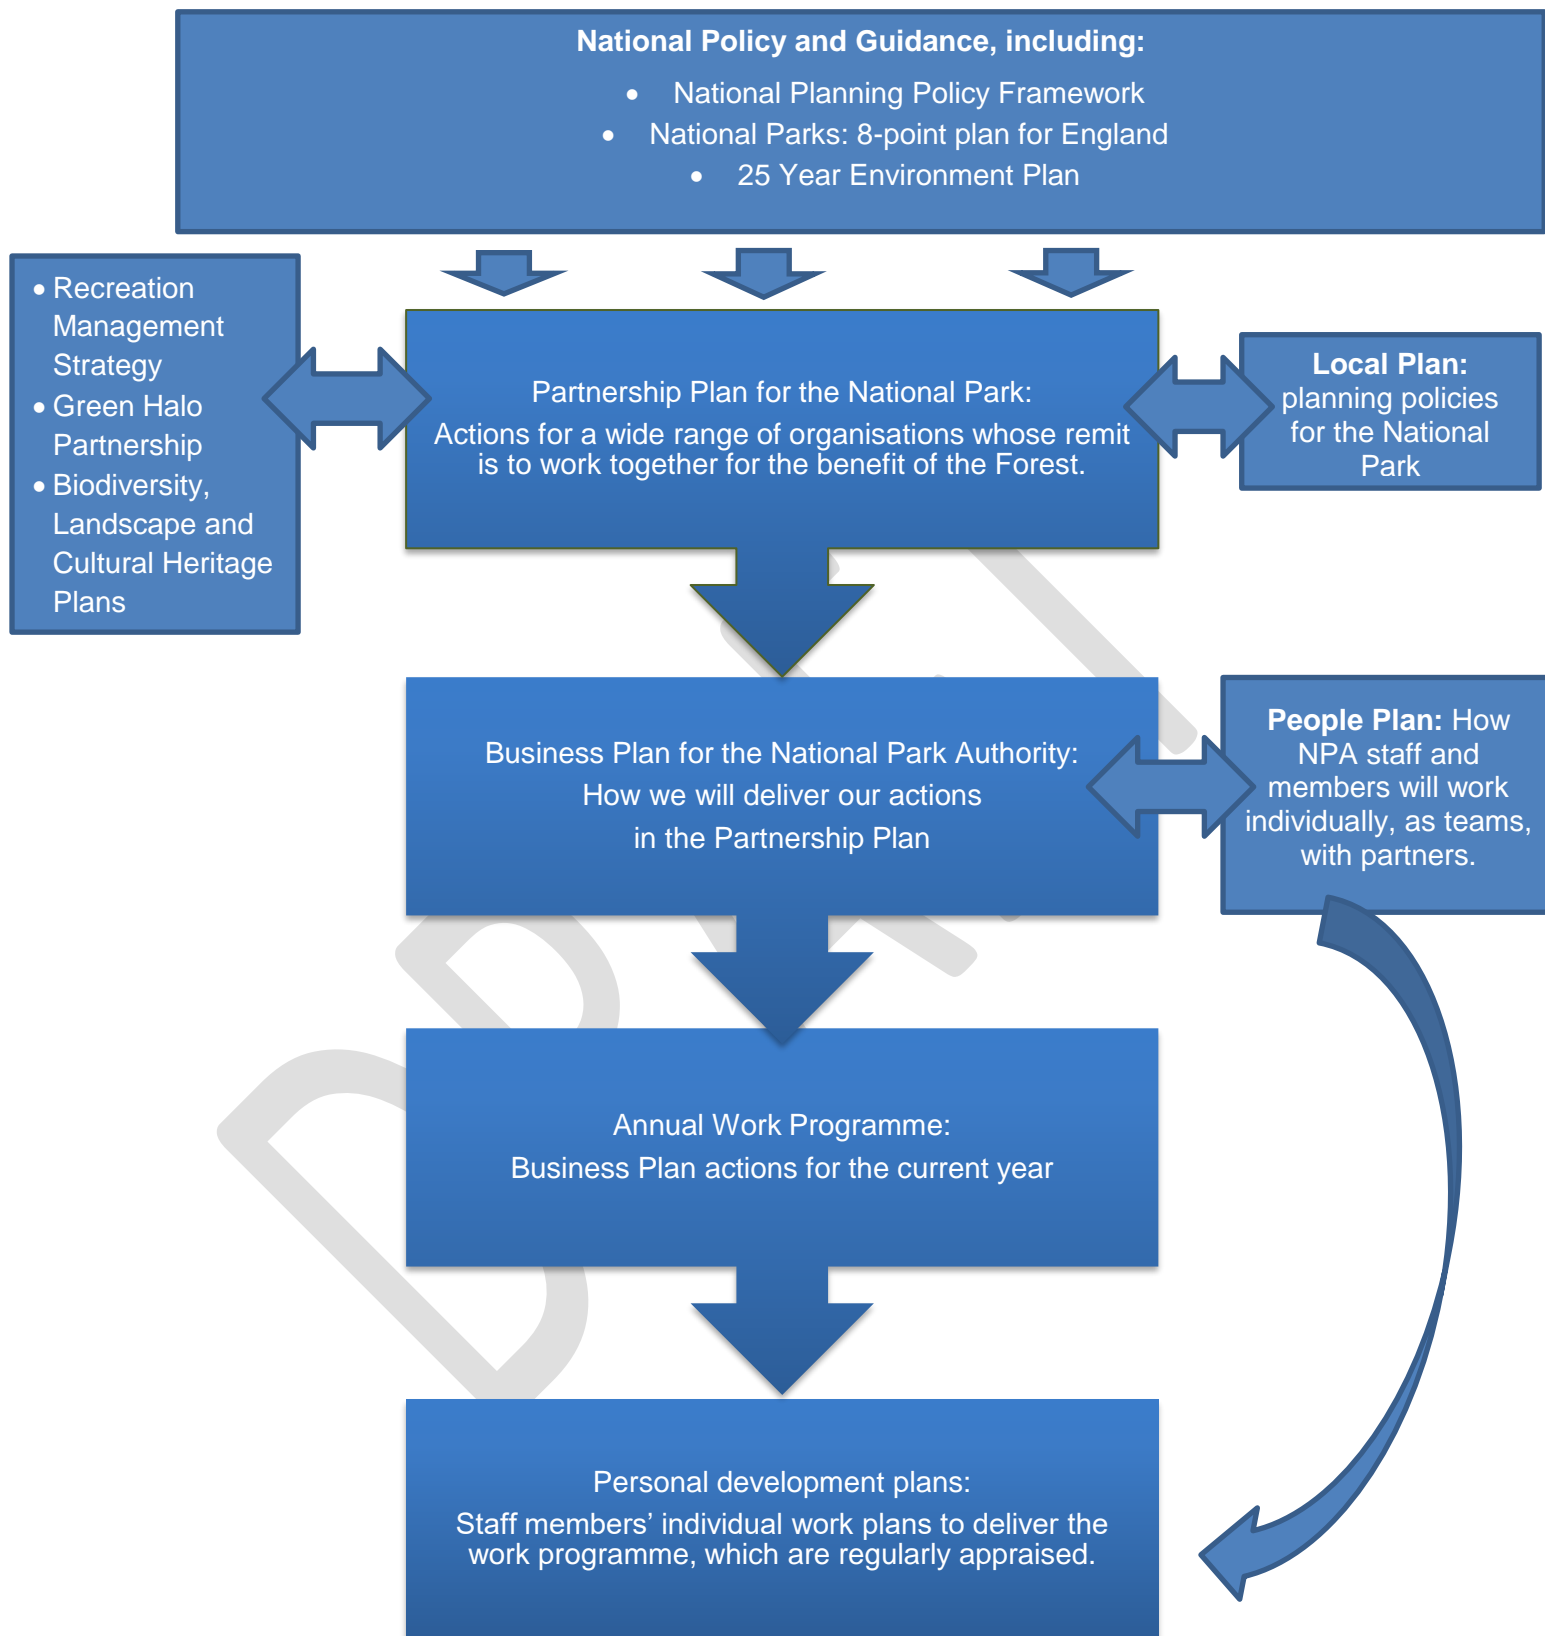 National Policy and Guidance, including:
• National Planning Policy Framework
• National Parks: 8-point plan for England
• 25 Year Environment Plan
• Recreation
Management
Strategy
• Green Halo
Partnership
• Biodiversity,
Landscape and
Cultural Heritage
Plans
Partnership Plan for the National Park:
Actions for a wide range of organisations whose remit
is to work together for the benefit of the Forest.
Local Plan:
planning policies
for the National
Park
Business Plan for the National Park Authority:
How we will deliver our actions
in the Partnership Plan
People Plan: How
NPA staff and
members will work
individually, as teams,
with partners.
Annual Work Programme:
Business Plan actions for the current year
Personal development plans:
Staff members’ individual work plans to deliver the
work programme, which are regularly appraised.
DRAFT